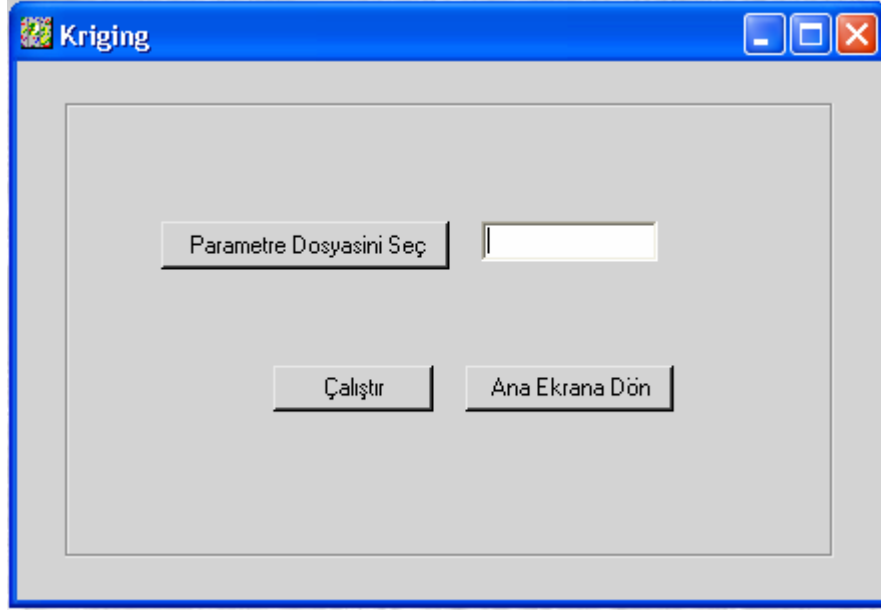 Kriging
Parametre Dosyasini Seç
Çalıştır
Ana Ekrana Dön